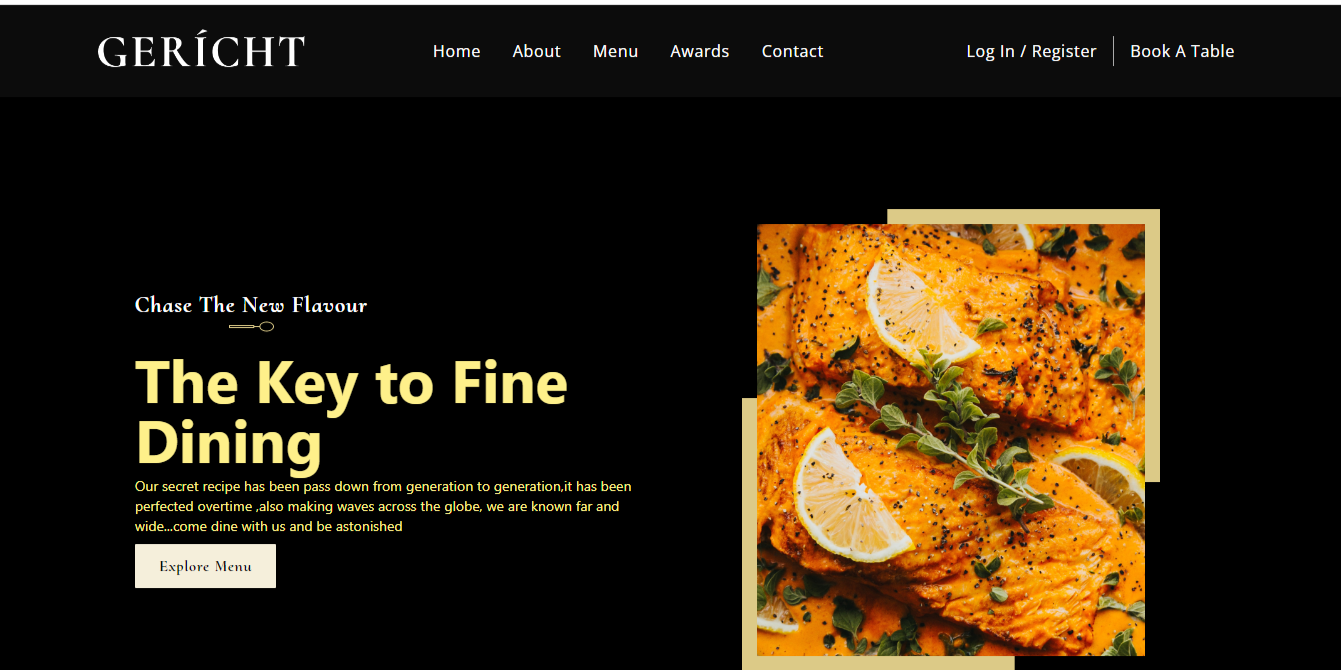 GERÍCHT
Home About Menu Awards Contact
Log In / Register Book A Table
Chase The New Flavour
The Key to Fine
Dining
Our secret recipe has been pass down from generation to generation,it has been
perfected overtime ,also making waves across the globe, we are known far and
wide...come dine with us and be astonished
Explore Menu